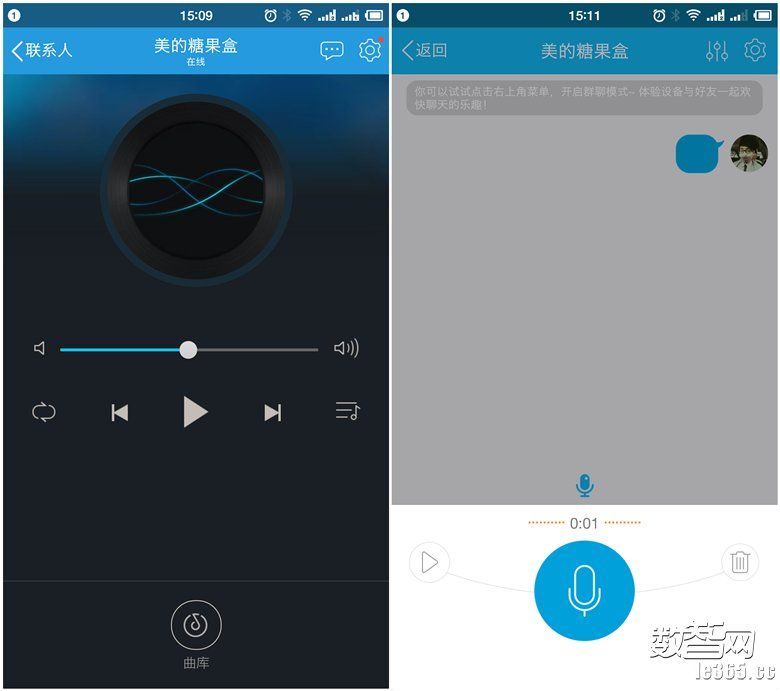 1
15:09
联系人
美的糖果盒
在线
曲库
1
15:11
返回
美的糖果盒
你可以试试点击右上角菜单，开启群聊模式~ 体验设备与好友一起欢
快聊天的乐趣！
0:01
数智网
le365.cc